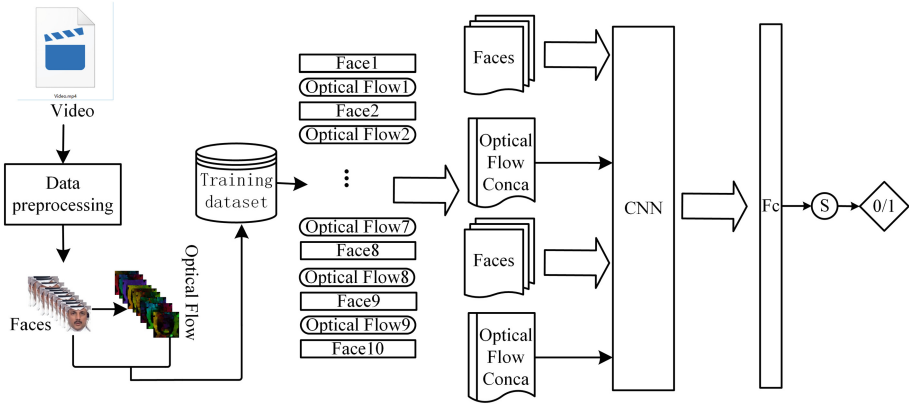 Video.mp4
Video
Data
preprocessing
Faces
Optical Flow
Training
dataset
Face1
Optical Flow1
Face2
Optical Flow2
Optical Flow7
Face8
Optical Flow8
Face9
Optical Flow9
Face10
Faces
Optical
Flow
Conca
Faces
Optical
Flow
Conca
CNN
Fc
S
0/1